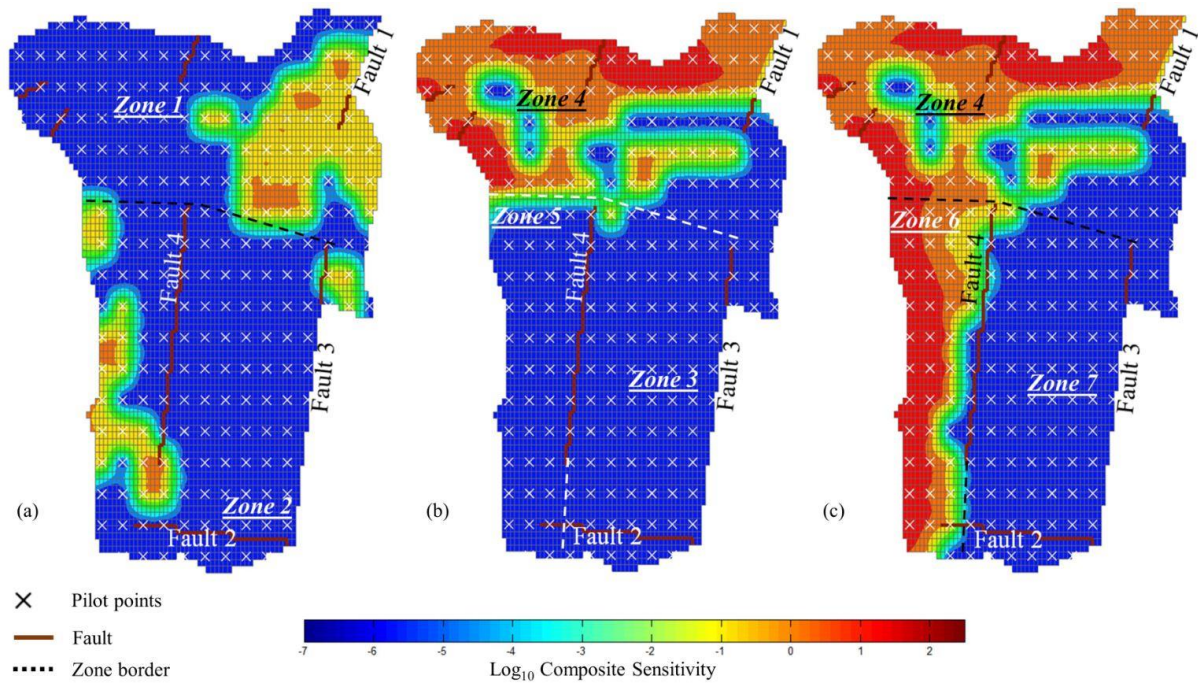 Fault 1
Zone 1
Fault 4
Fault 3
Zone 2
Fault 2
(a)
Fault 1
Zone 4
Zone 5
Fault 4
Zone 3
Fault 3
Fault 2
(b)
Fault 1
Zone 4
Zone 6
Fault 4
Zone 7
Fault 3
Fault 2
(c)
Pilot points
Fault
Zone border
-7 -6 -5 -4 -3 -2 -1 0 1 2
Log₁₀ Composite Sensitivity